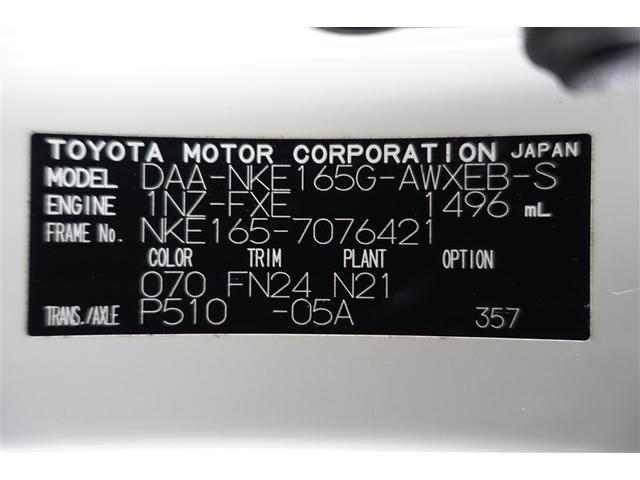 TOYOTA MOTOR CORPORATION JAPAN
MODEL DAA-NKE165G-AWXEB-S
ENGINE 1NZ-FXE 1496 mL
FRAME No. NKE165-7076421
COLOR TRIM PLANT OPTION
070 FN24 N21
TRANS./AXLE P510 -05A 357